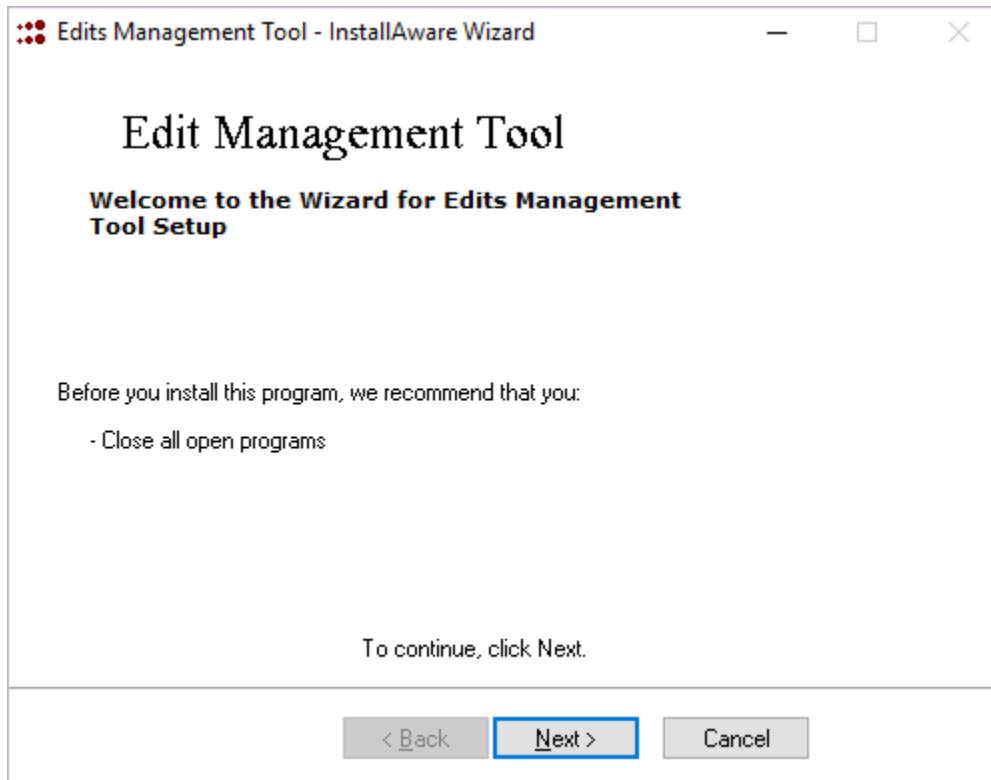 Edits Management Tool - InstallAware Wizard
Edit Management Tool
Welcome to the Wizard for Edits Management
Tool Setup
Before you install this program, we recommend that you:
- Close all open programs
To continue, click Next.
< Back
Next >
Cancel